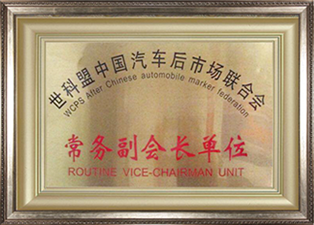 世科盟中国汽车后市场联合会
WCPS After Chinese automobile marker federation
常务副会长单位
ROUTINE VICE-CHAIRMAN UNIT